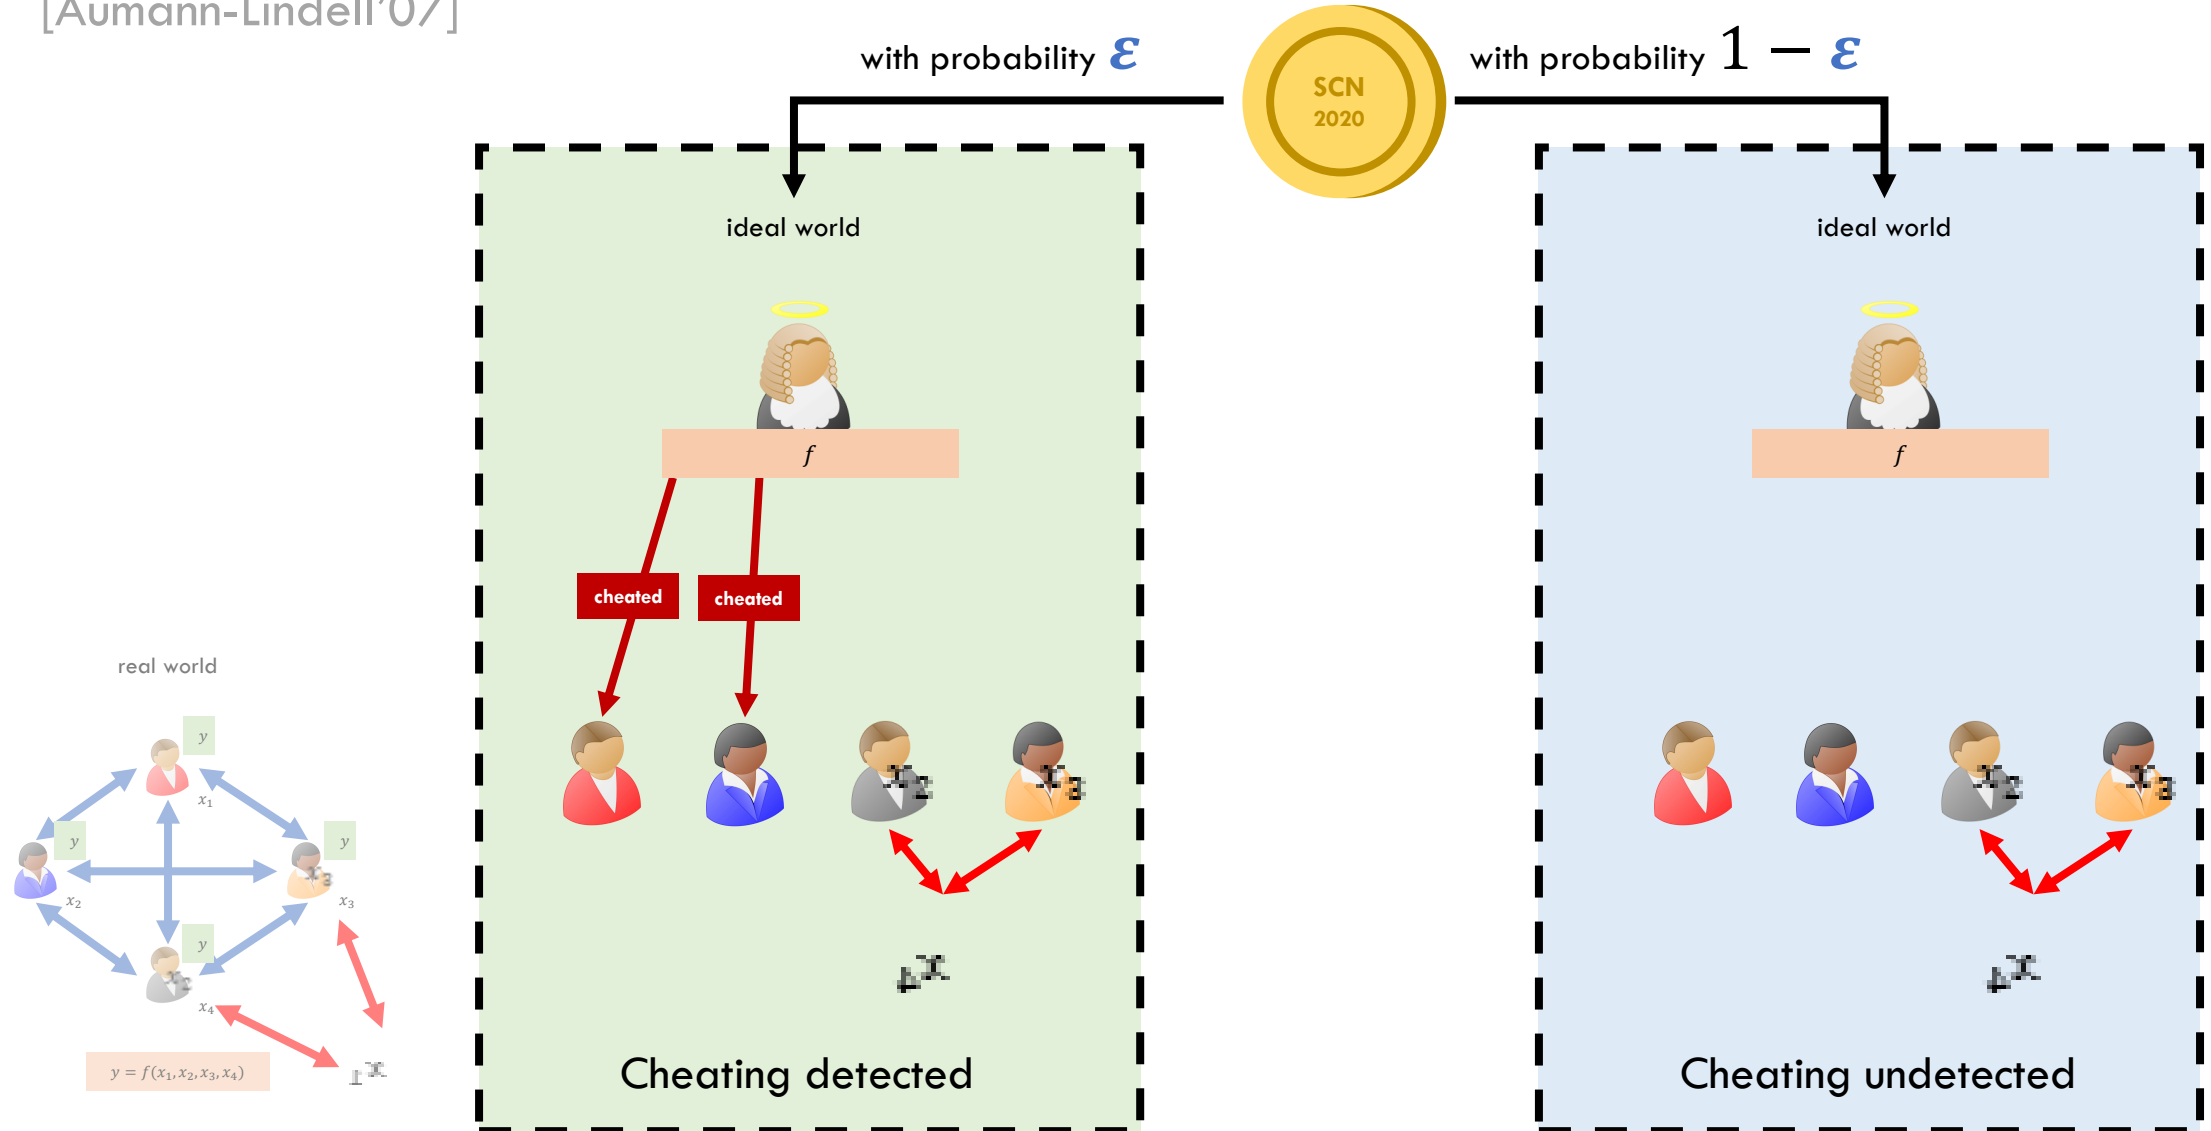 [Aumann-Lindell'07]
with probability ε
SCN
2020
with probability 1 − ε
ideal world
f
cheated
cheated
Cheating detected
ideal world
f
Cheating undetected
real world
y
x₁
y
x₂
y
x₃
y
x₄
y = f(x₁, x₂, x₃, x₄)